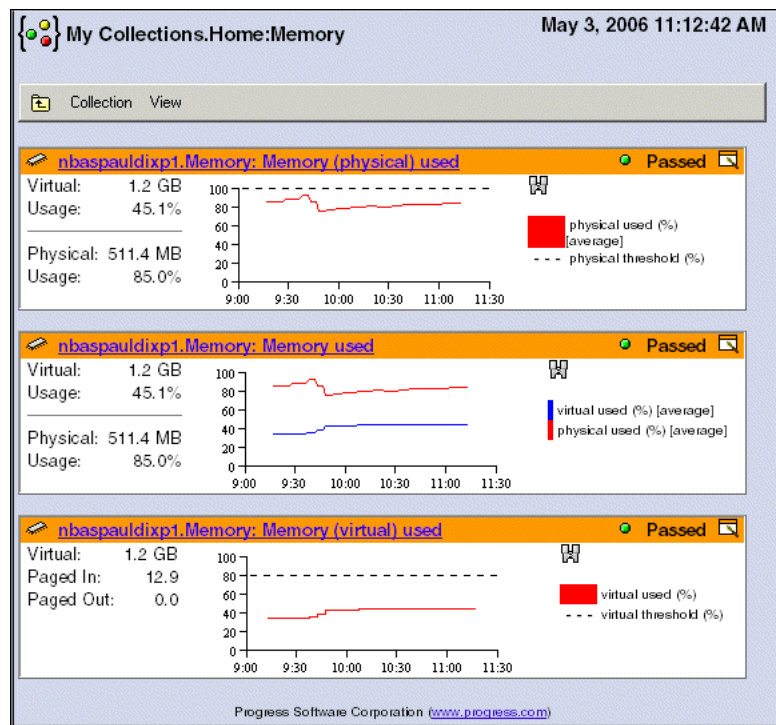 My Collections.Home:Memory
May 3, 2006 11:12:42 AM
Collection View
nbaspauldixp1.Memory: Memory (physical) used
Passed
Virtual: 1.2 GB
Usage: 45.1%
Physical: 511.4 MB
Usage: 85.0%
100
80
60
40
20
0
9:00 9:30 10:00 10:30 11:00 11:30
physical used (%)
[average]
physical threshold (%)
nbaspauldixp1.Memory: Memory used
Passed
Virtual: 1.2 GB
Usage: 45.1%
Physical: 511.4 MB
Usage: 85.0%
100
80
60
40
20
0
9:00 9:30 10:00 10:30 11:00 11:30
virtual used (%) [average]
physical used (%) [average]
nbaspauldixp1.Memory: Memory (virtual) used
Passed
Virtual: 1.2 GB
Paged In: 12.9
Paged Out: 0.0
100
80
60
40
20
0
9:00 9:30 10:00 10:30 11:00 11:30
virtual used (%)
virtual threshold (%)
Progress Software Corporation (www.progress.com)